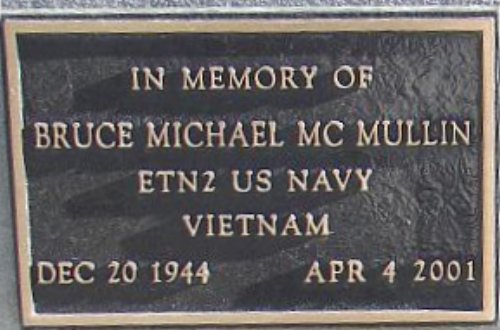 IN MEMORY OF
BRUCE MICHAEL MC MULLIN
ETN2 US NAVY
VIETNAM
DEC 20 1944 APR 4 2001